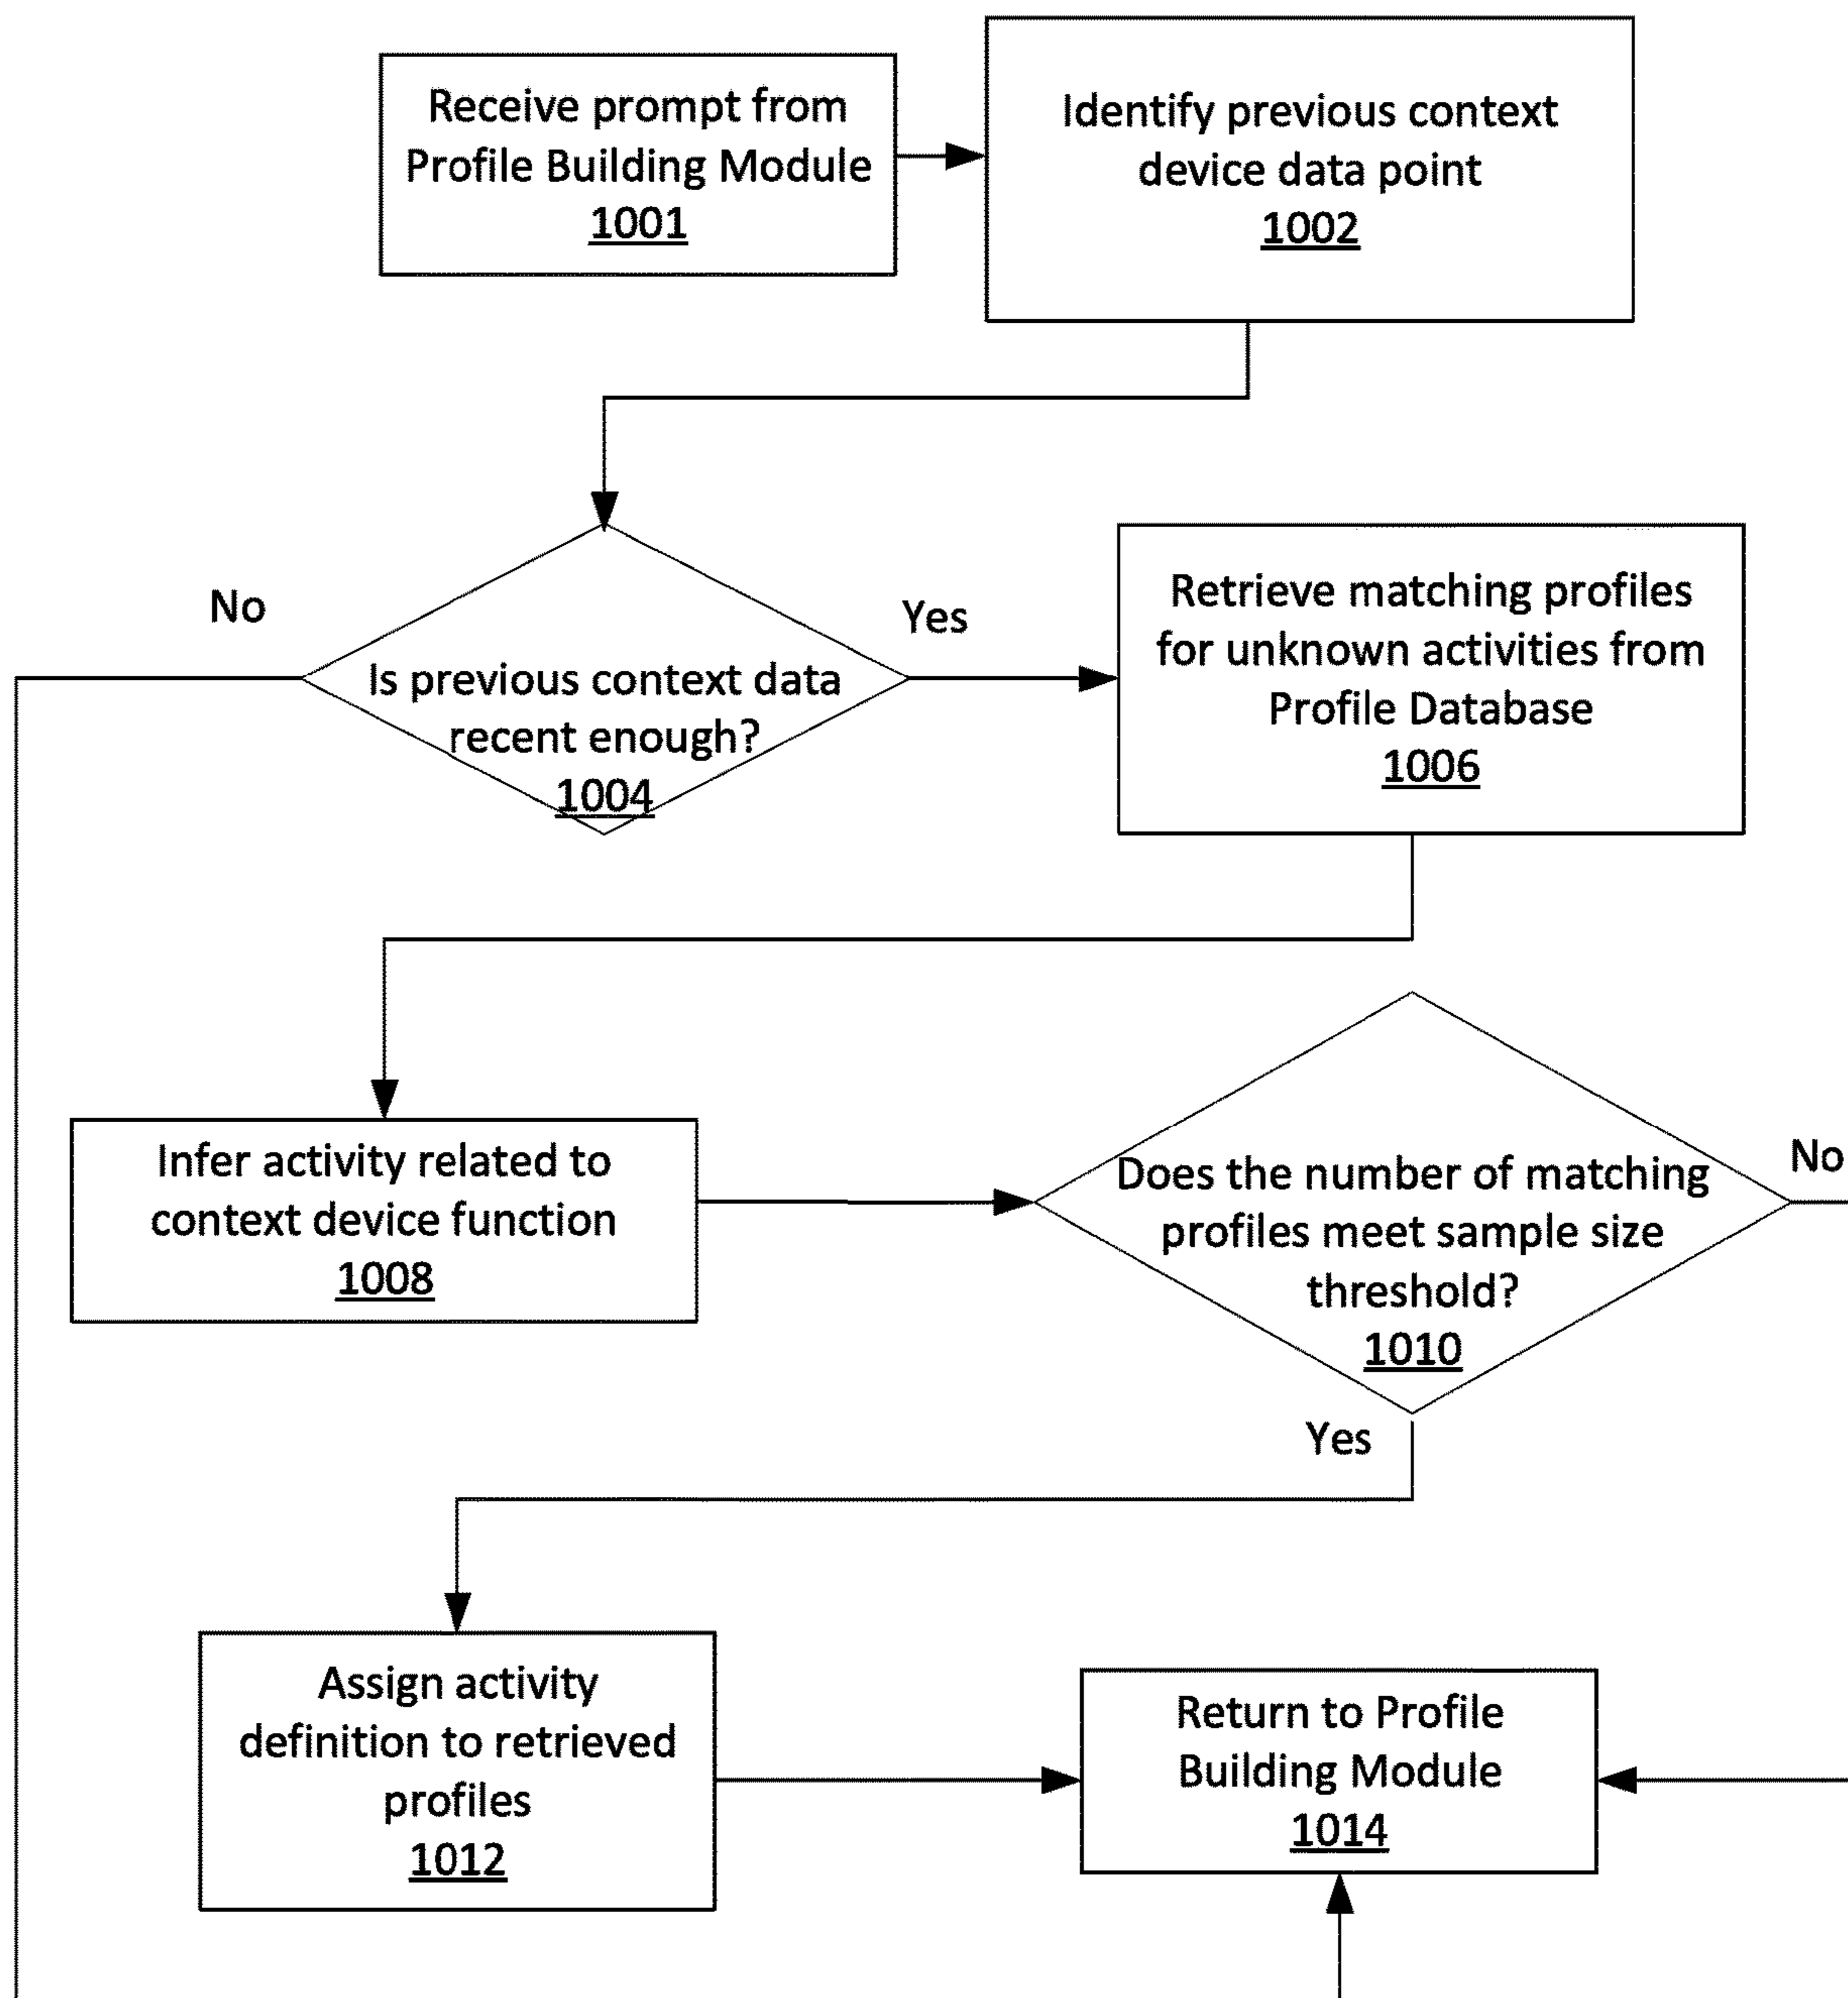 Receive prompt from
Profile Building Module
1001
Identify previous context
device data point
1002
No
Yes
Is previous context data
recent enough?
1004
Retrieve matching profiles
for unknown activities from
Profile Database
1006
Infer activity related to
context device function
1008
Does the number of matching
profiles meet sample size
threshold?
1010
No
Yes
Assign activity
definition to retrieved
profiles
1012
Return to Profile
Building Module
1014